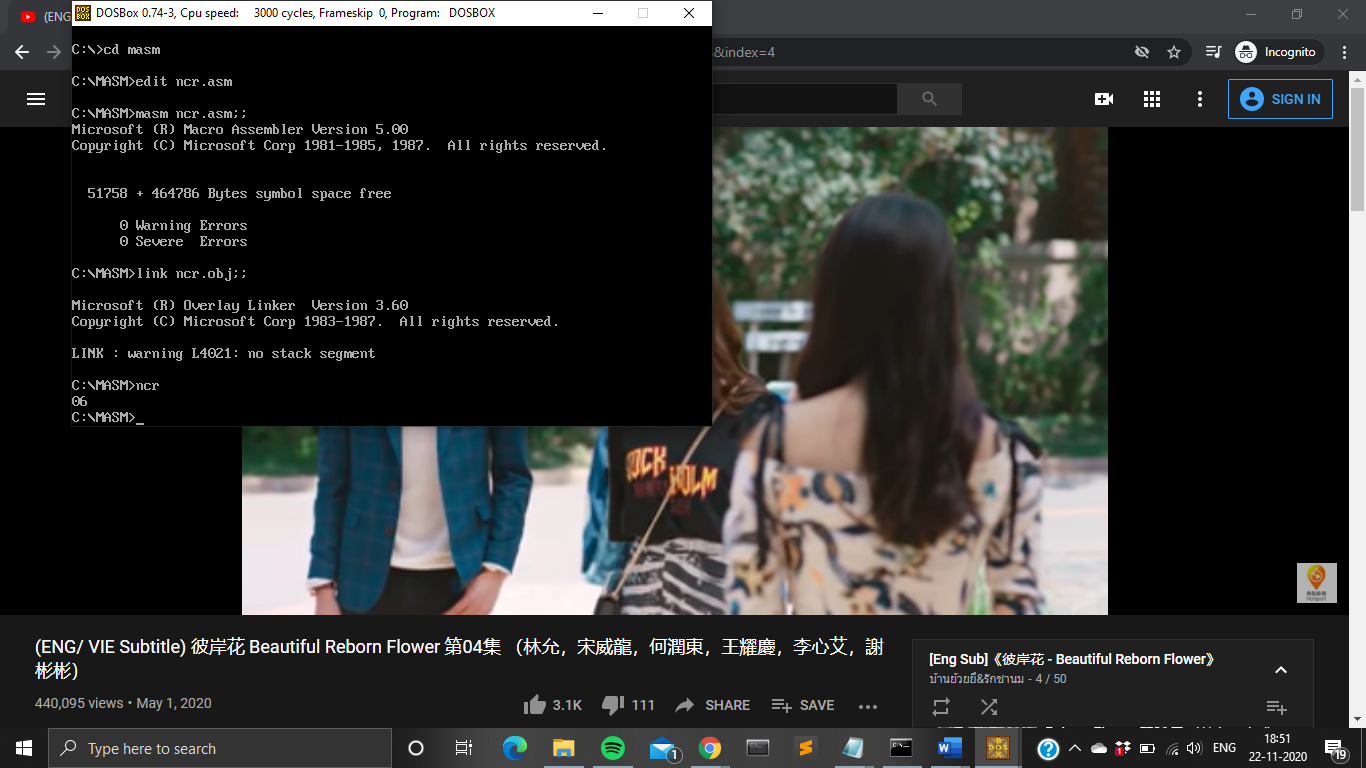 (ENG
DOSBox 0.74-3, Cpu speed: 3000 cycles, Frameskip 0, Program: DOSBOX
C:\>cd masm
C:\MASM>edit ncr.asm
C:\MASM>masm ncr.asm;;
Microsoft (R) Macro Assembler Version 5.00
Copyright (C) Microsoft Corp 1981-1985, 1987. All rights reserved.
51758 + 464786 Bytes symbol space free
0 Warning Errors
0 Severe Errors
C:\MASM>link ncr.obj;;
Microsoft (R) Overlay Linker Version 3.60
Copyright (C) Microsoft Corp 1983-1987. All rights reserved.
LINK : warning L4021: no stack segment
C:\MASM>ncr
06
C:\MASM>_
&index=4
Incognito
SIGN IN
(ENG/ VIE Subtitle) 彼岸花 Beautiful Reborn Flower 第04集 （林允，宋威龍，何潤東，王耀慶，李心艾，謝
彬彬）
440,095 views • May 1, 2020
3.1K
111
SHARE
SAVE
[Eng Sub]《彼岸花 - Beautiful Reborn Flower》
- 4 / 50
Type here to search
1
ENG
18:51
22-11-2020
19